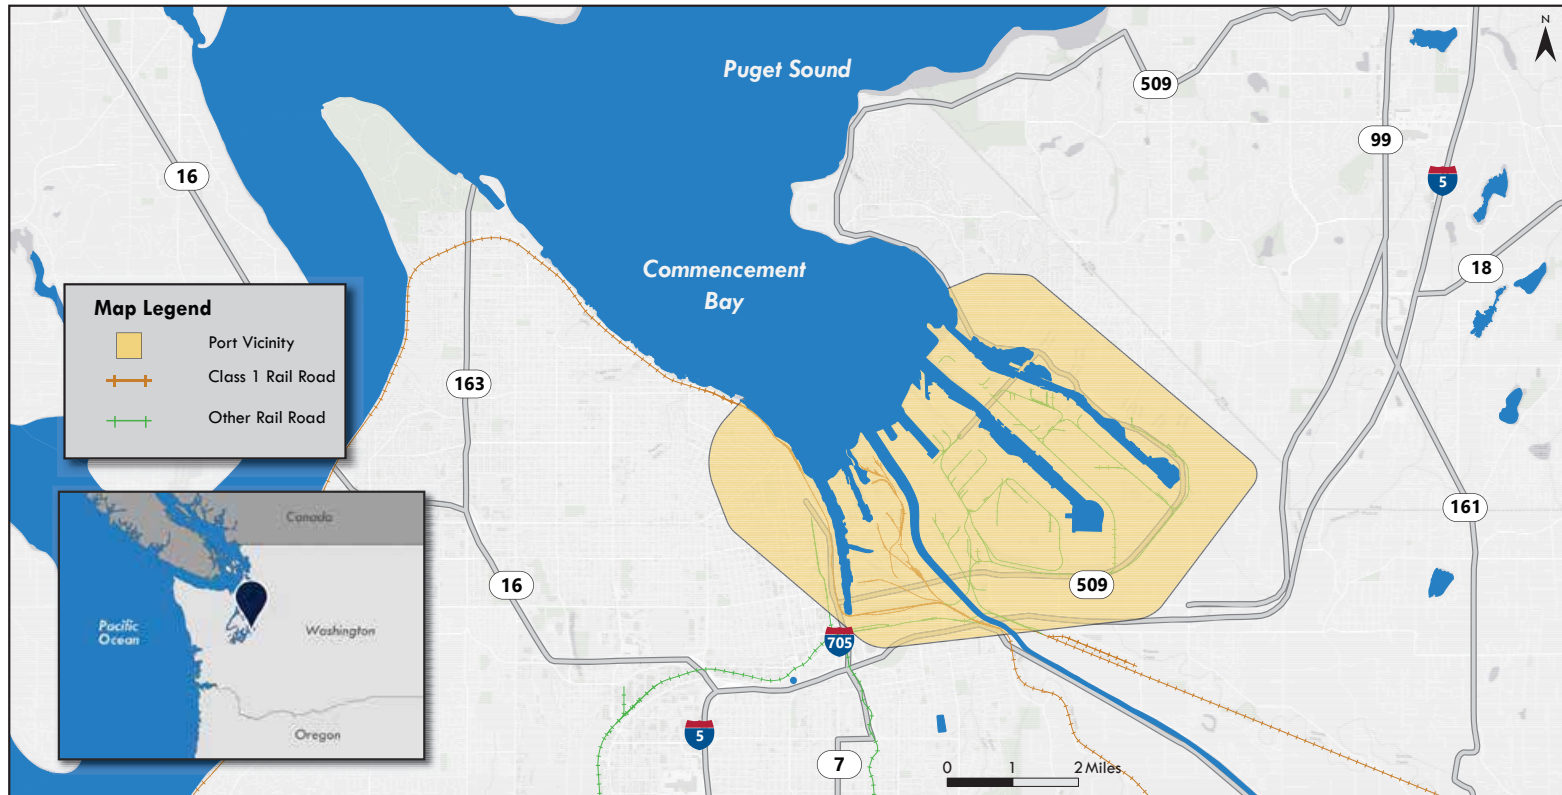 N
Puget Sound
509
99
16
5
18
Commencement
Bay
Map Legend
Port Vicinity
Class 1 Rail Road
Other Rail Road
163
161
Canada
16
509
Pacific
Ocean
Washington
705
Oregon
5
7
0 1 2 Miles